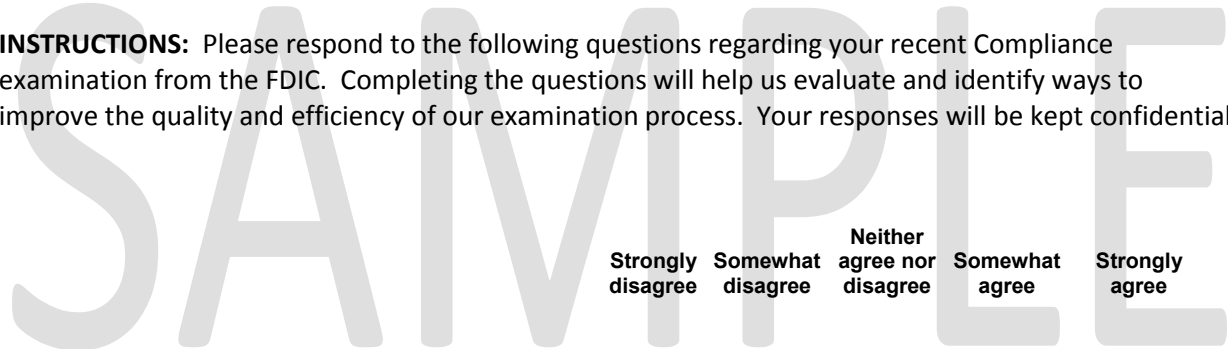 INSTRUCTIONS: Please respond to the following questions regarding your recent Compliance
examination from the FDIC. Completing the questions will help us evaluate and identify ways to
improve the quality and efficiency of our examination process. Your responses will be kept confidential
SAMPLE
Neither
Strongly Somewhat agree nor Somewhat Strongly
disagree disagree disagree agree agree